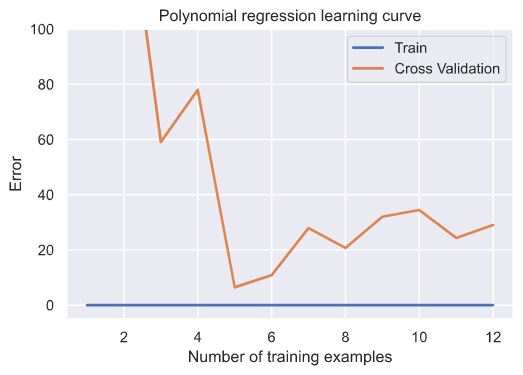 Polynomial regression learning curve
100
80
60
40
20
0
Error
Train
Cross Validation
2
4
6
8
10
12
Number of training examples